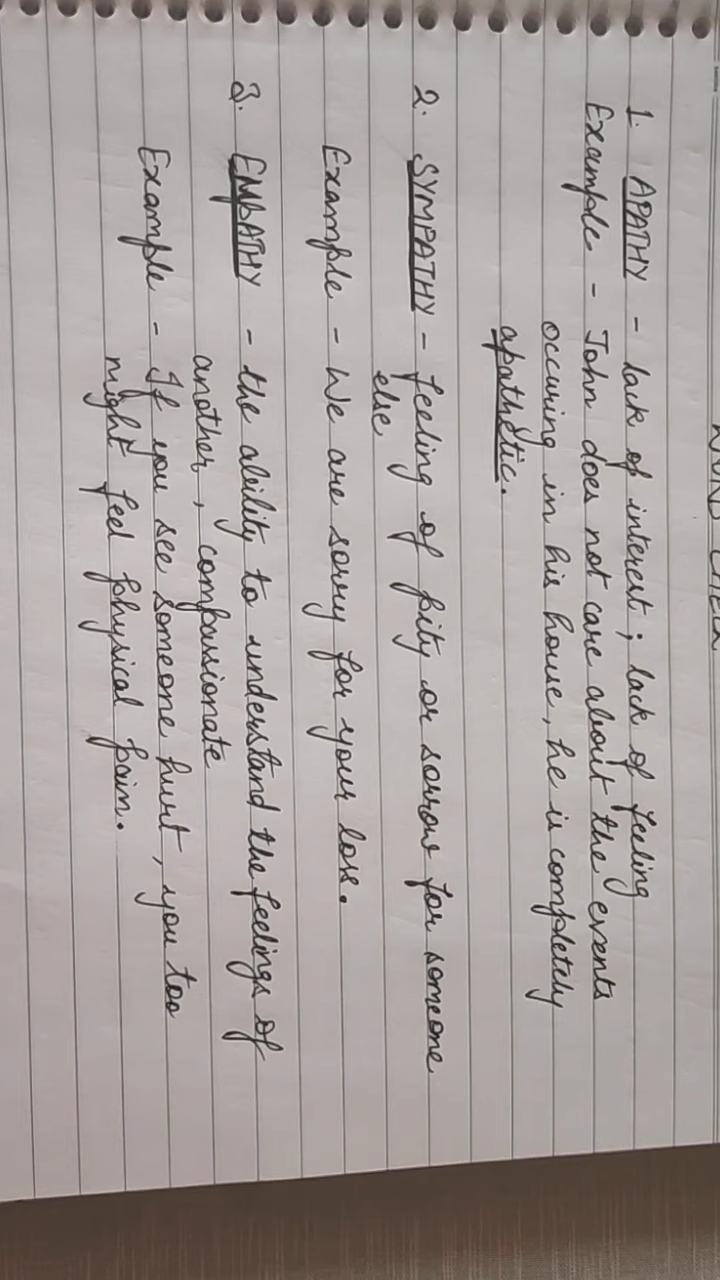 1. APATHY - lack of interest; lack of feeling
Example - John does not care about the events
occuring in his house, he is completely
apathetic.
2. SYMPATHY - feeling of pity or sorrow for someone
else
Example - We are sorry for your loss.
3. EMPATHY - the ability to understand the feelings of
another, compassionate
Example - If you see someone hurt, you too
might feel physical pain.